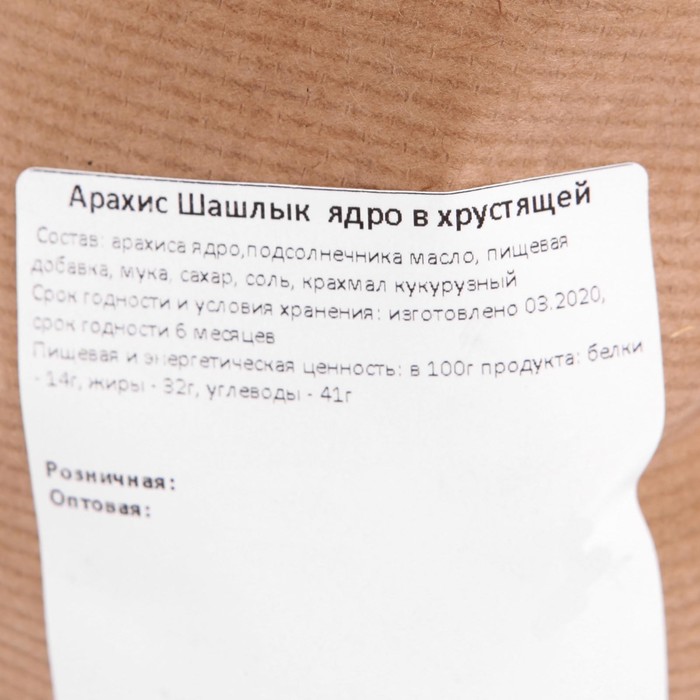 Арахис Шашлык ядро в хрустящей
Состав: арахиса ядро,подсолнечника масло, пищевая
добавка, мука, сахар, соль, крахмал кукурузный
Срок годности и условия хранения: изготовлено 03.2020,
срок годности 6 месяцев
Пищевая и энергетическая ценность: в 100г продукта: белки
- 14г, жиры - 32г, углеводы - 41г
Розничная:
Оптовая: